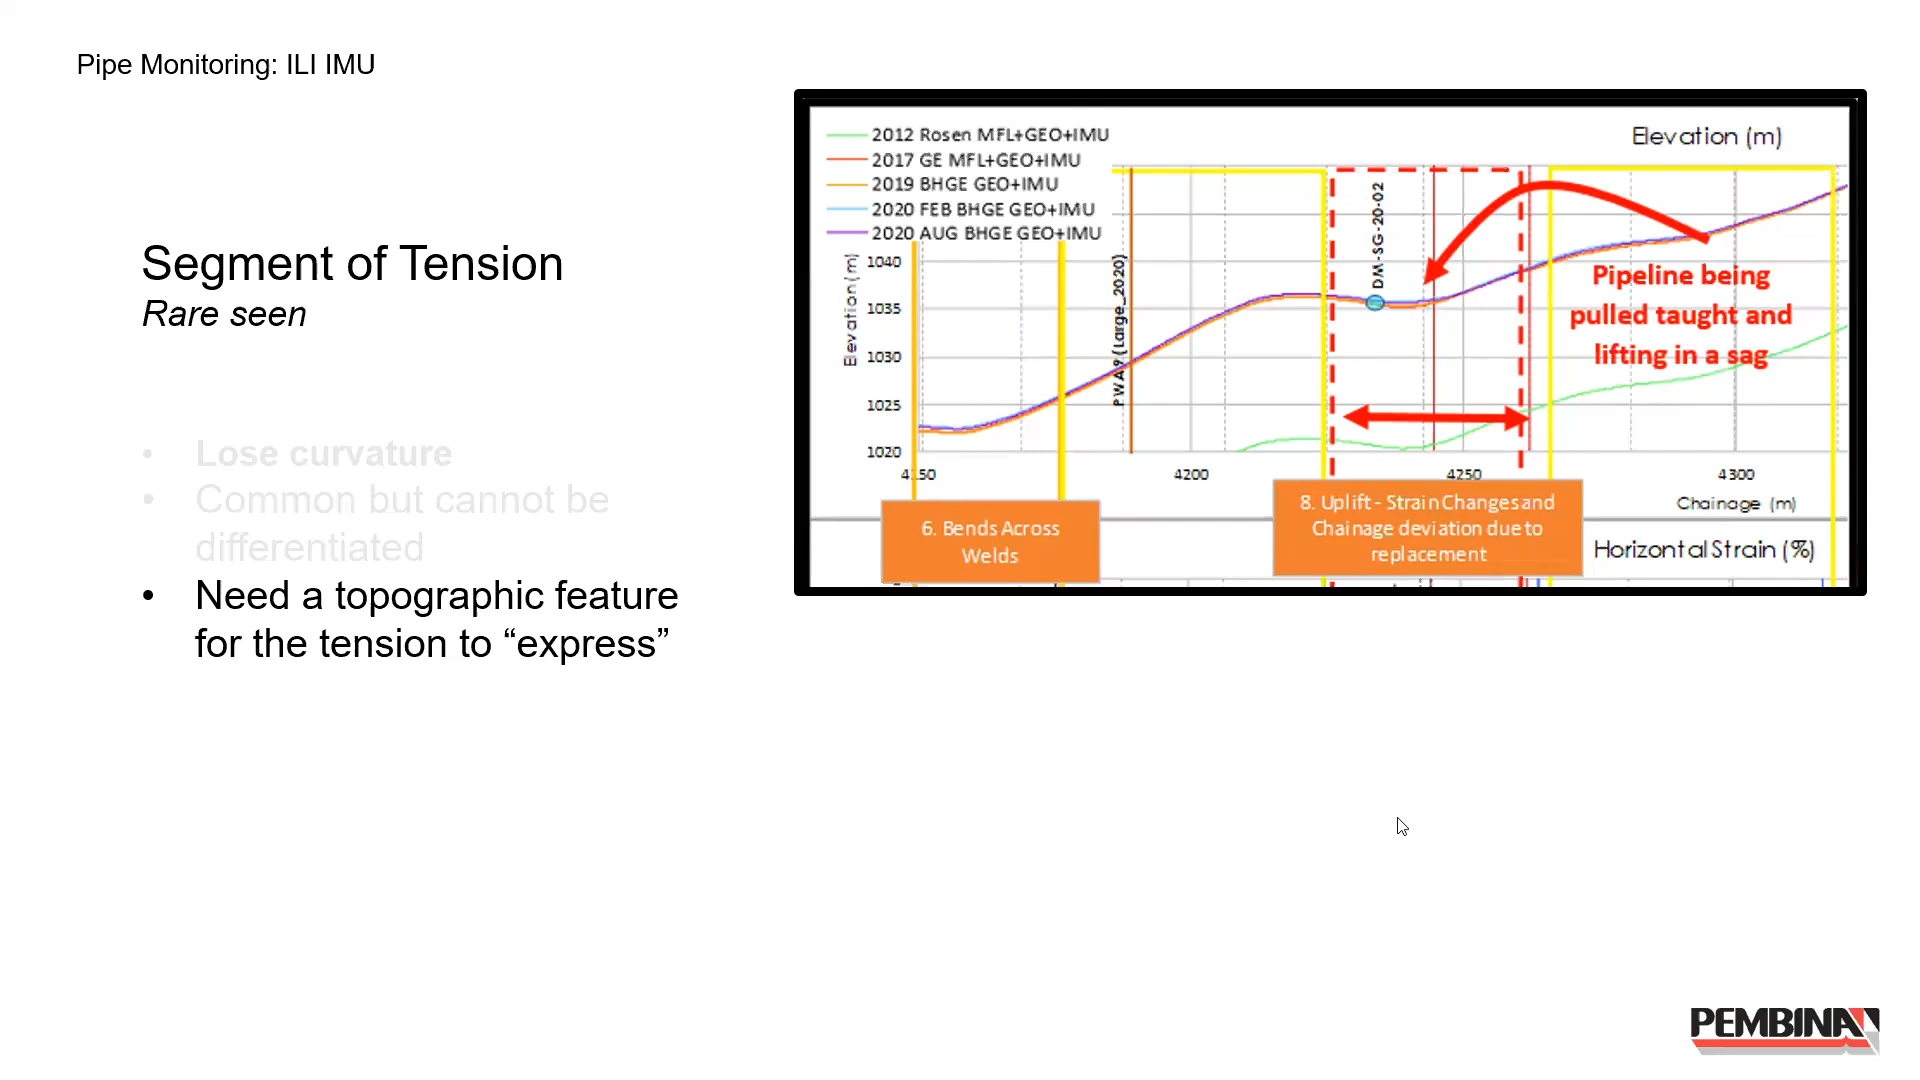 Pipe Monitoring: ILI IMU
Segment of Tension
Rare seen
• Lose curvature
• Common but cannot be
differentiated
• Need a topographic feature
for the tension to “express”
2012 Rosen MFL+GEO+IMU
2017 GE MFL+GEO+IMU
2019 BHGE GEO+IMU
2020 FEB BHGE GEO+IMU
2020 AUG BHGE GEO+IMU
Elevation (m)
Elevation (m)
1040
1035
1030
1025
1020
PWA9 (Large_2020)
DM-SG-20-02
Pipeline being
pulled taught and
lifting in a sag
4150
4200
4250
4300
Chainage (m)
6. Bends Across
Welds
8. Uplift - Strain Changes and
Chainage deviation due to
replacement
Horizontal Strain (%)
PEMBINA